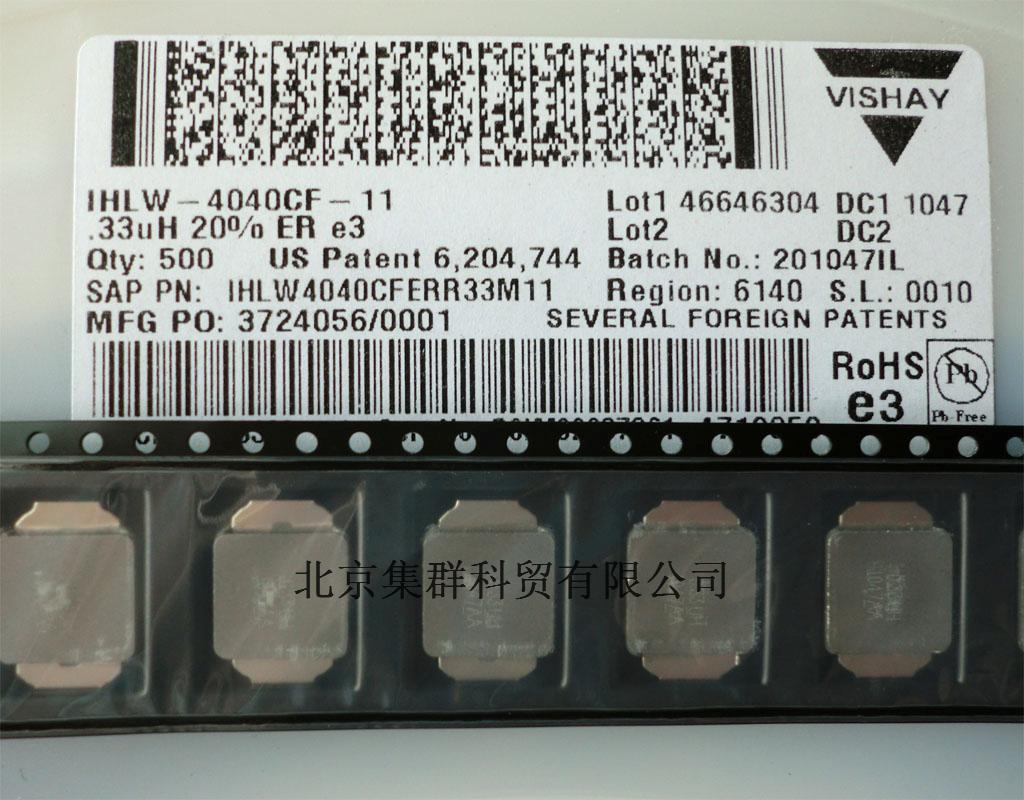 VISHAY
IHLW-4040CF-11
Lot1 46646304 DC1 1047
.33uH 20% ER e3
Lot2 DC2
Qty: 500 US Patent 6,204,744 Batch No.: 201047IL
SAP PN: IHLW4040CFERR33M11 Region: 6140 S.L.: 0010
MFG PO: 3724056/0001 SEVERAL FOREIGN PATENTS
RoHS
e3
Pb
Pb-Free
北京集群科贸有限公司